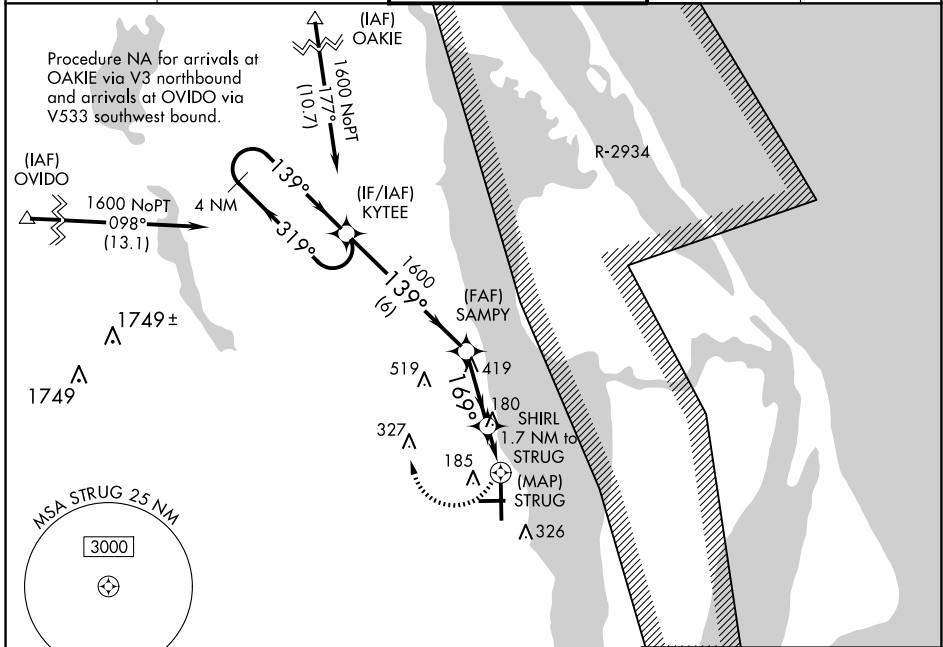 (IAF)
OAKIE
Procedure NA for arrivals at
OAKIE via V3 northbound
and arrivals at OVIDO via
V533 southwest bound.
1600 NoPT
177°
(10.7)
R-2934
(IAF)
OVIDO
1600 NoPT
098°
(13.1)
4 NM
139°
319°
(IF/IAF)
KYTEE
1600
139°
(6)
(FAF)
SAMPY
1749 ±
1749
519
419
169°
180
SHIRL
1.7 NM to
STRUG
327
185
(MAP)
STRUG
326
MSA STRUG 25 NM
3000